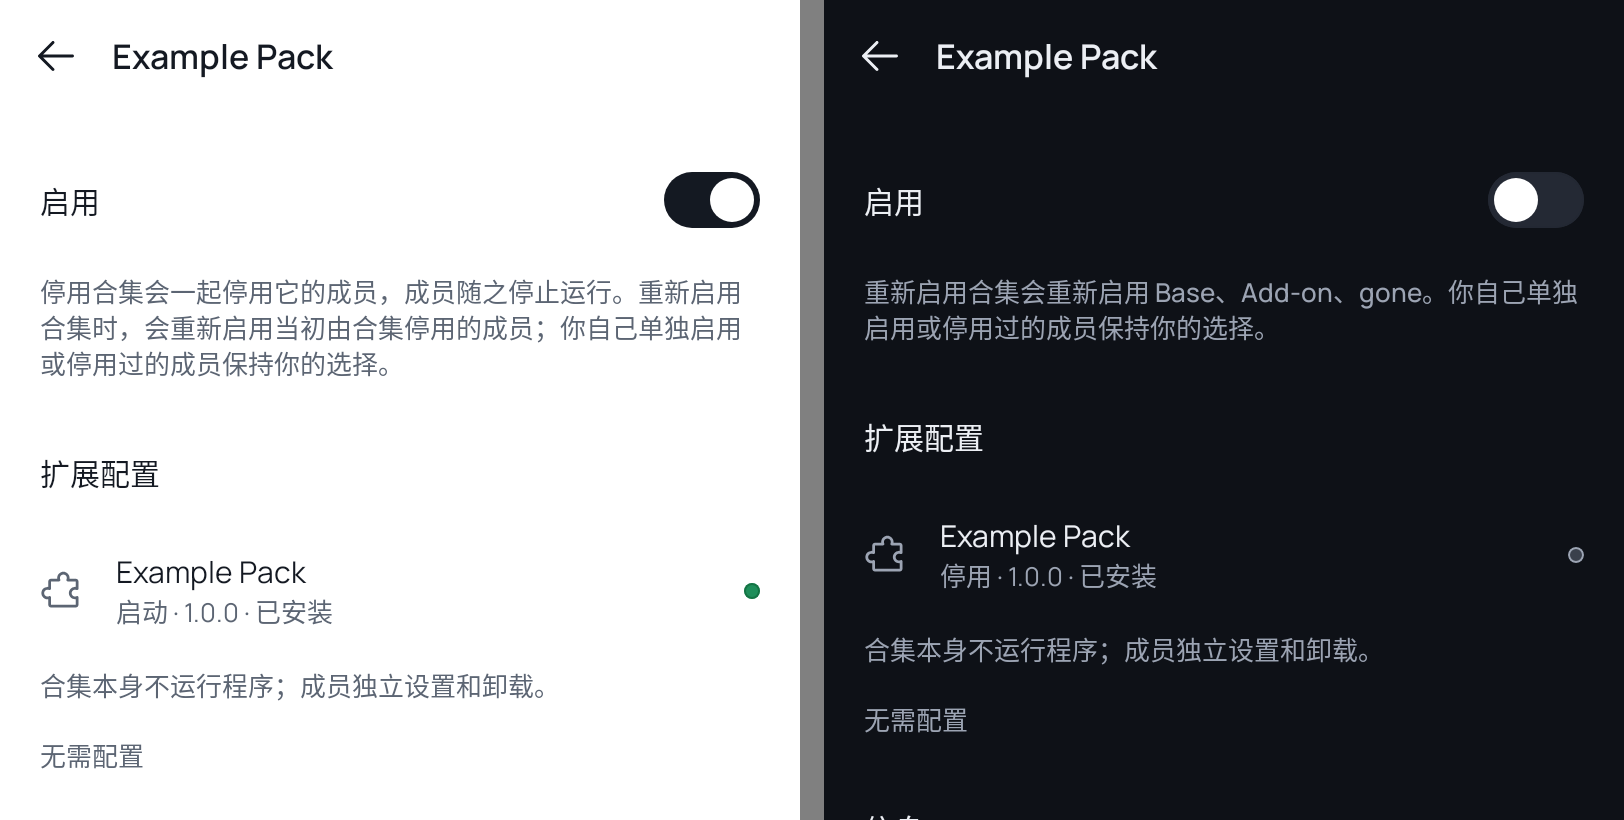 Example Pack
启用
停用合集会一起停用它的成员，成员随之停止运行。重新启用
合集时，会重新启用当初由合集停用的成员；你自己单独启用
或停用过的成员保持你的选择。
扩展配置
Example Pack
启动 · 1.0.0 · 已安装
合集本身不运行程序；成员独立设置和卸载。
无需配置
Example Pack
启用
重新启用合集会重新启用 Base、Add-on、gone。你自己单独
启用或停用过的成员保持你的选择。
扩展配置
Example Pack
停用 · 1.0.0 · 已安装
合集本身不运行程序；成员独立设置和卸载。
无需配置